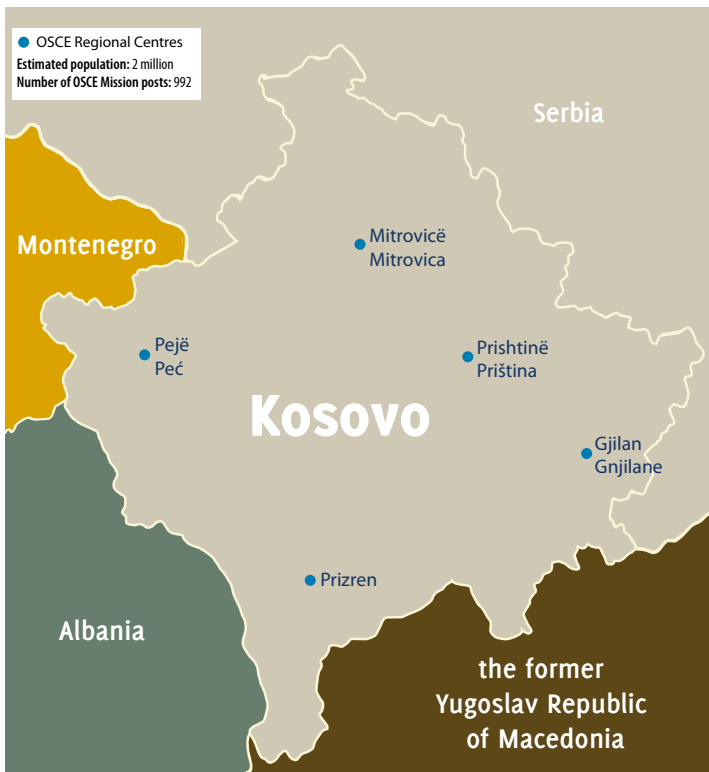 OSCE Regional Centres
Estimated population: 2 million
Number of OSCE Mission posts: 992
Serbia
Montenegro
Mitrovicë
Mitrovica
Pejë
Peć
Prishtinë
Priština
Kosovo
Gjilan
Gnjilane
Prizren
Albania
the former
Yugoslav Republic
of Macedonia